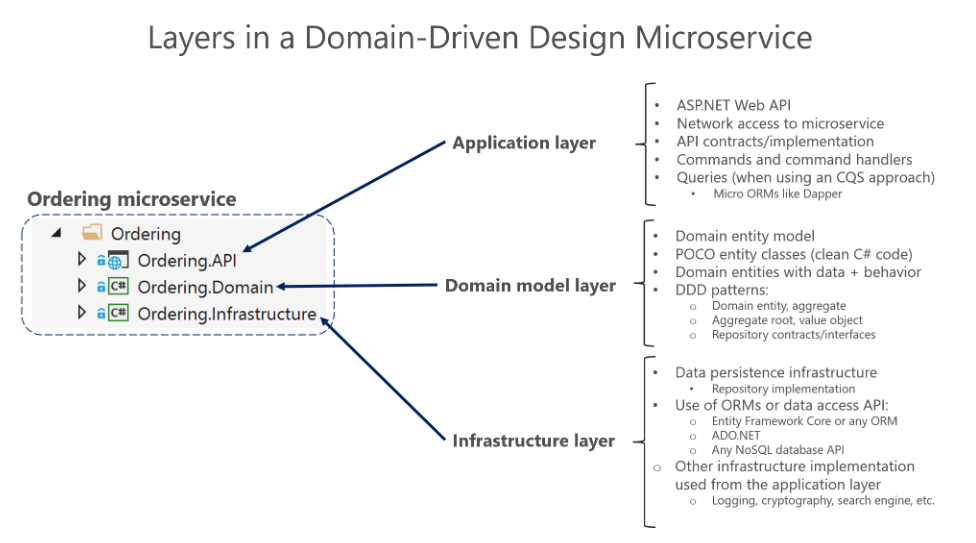 Layers in a Domain-Driven Design Microservice
Ordering microservice
Ordering
Ordering.API
C# Ordering.Domain
C# Ordering.Infrastructure
Application layer
• ASP.NET Web API
• Network access to microservice
• API contracts/implementation
• Commands and command handlers
• Queries (when using an CQS approach)
• Micro ORMs like Dapper
Domain model layer
• Domain entity model
• POCO entity classes (clean C# code)
• Domain entities with data + behavior
• DDD patterns:
o Domain entity, aggregate
o Aggregate root, value object
o Repository contracts/interfaces
Infrastructure layer
• Data persistence infrastructure
• Repository implementation
• Use of ORMs or data access API:
o Entity Framework Core or any ORM
o ADO.NET
o Any NoSQL database API
o Other infrastructure implementation
used from the application layer
o Logging, cryptography, search engine, etc.